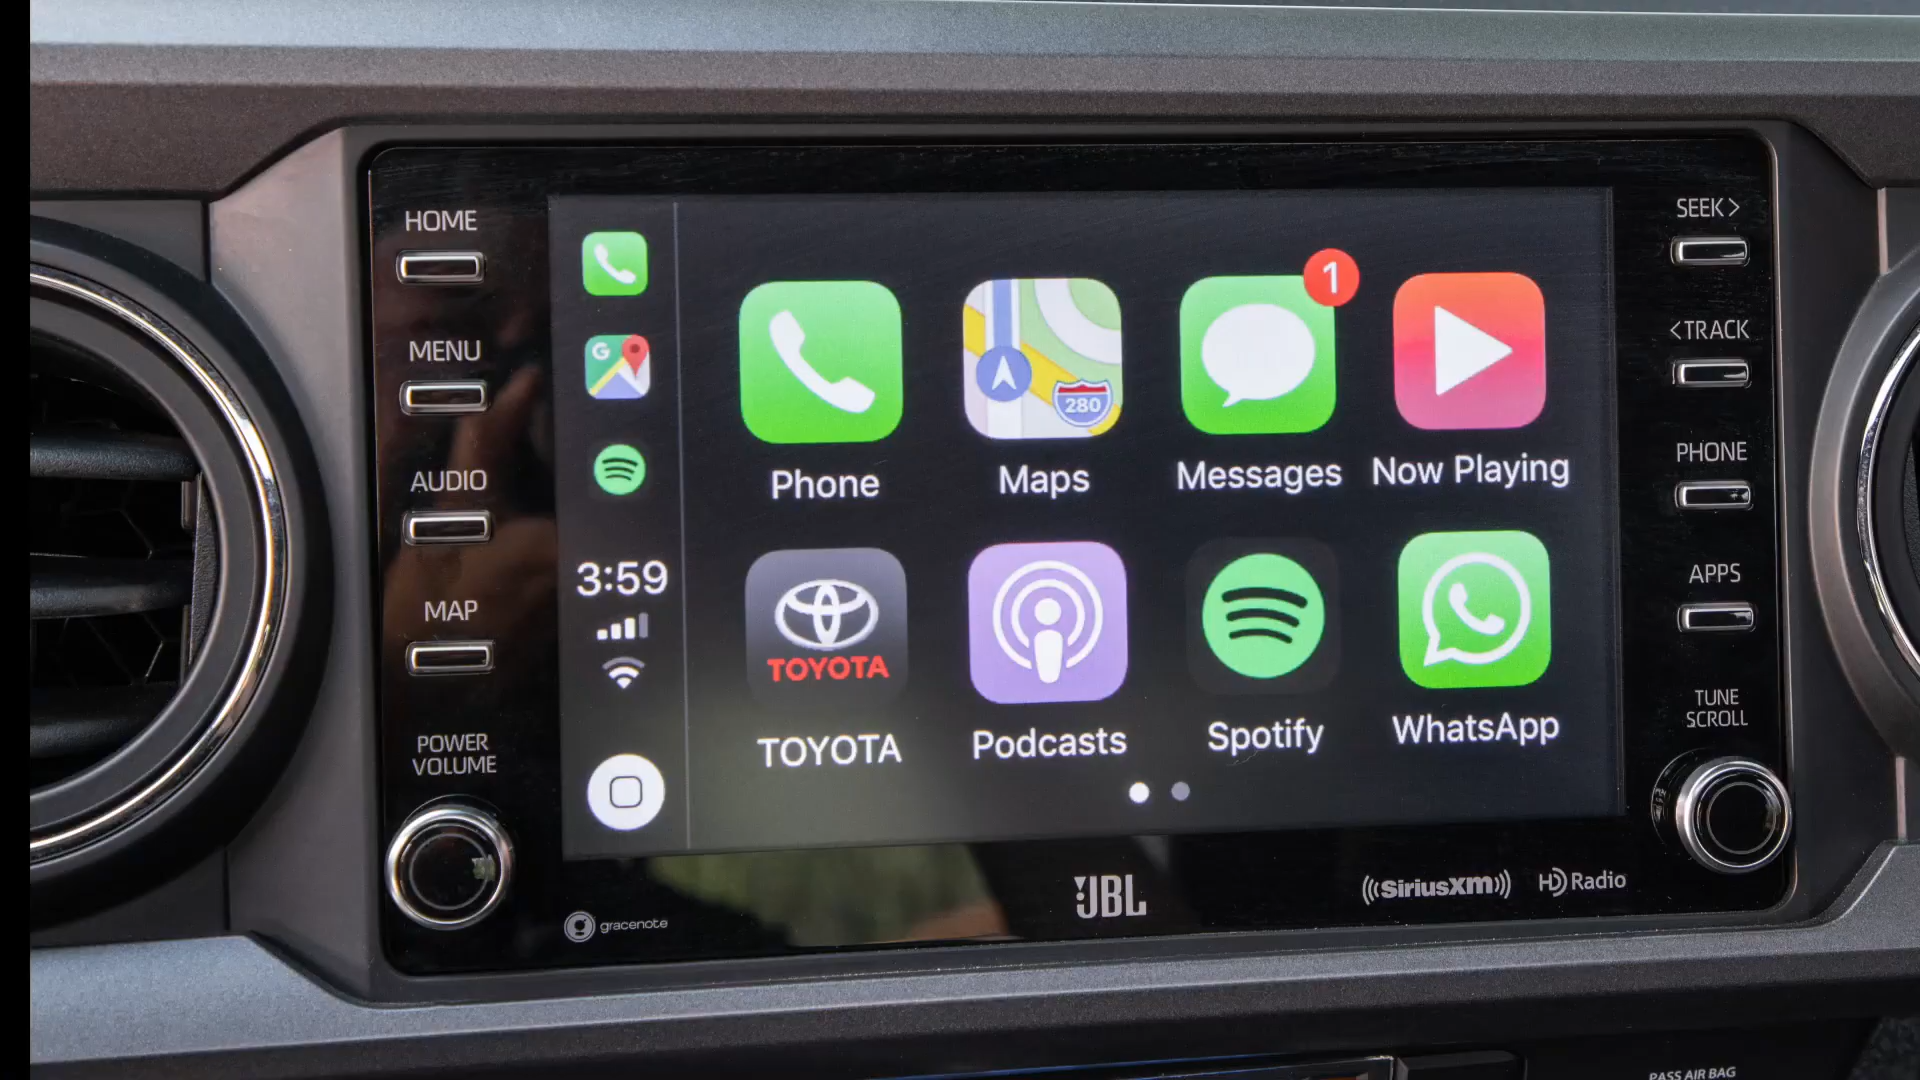 HOME
MENU
AUDIO
MAP
POWER
VOLUME
G
3:59
280
1
Phone
Maps
Messages
Now Playing
TOYOTA
TOYOTA
Podcasts
Spotify
WhatsApp
SEEK >
< TRACK
PHONE
APPS
TUNE
SCROLL
g gracenote
JBL
((SiriusXM))
HD Radio
PASS AIR BAG